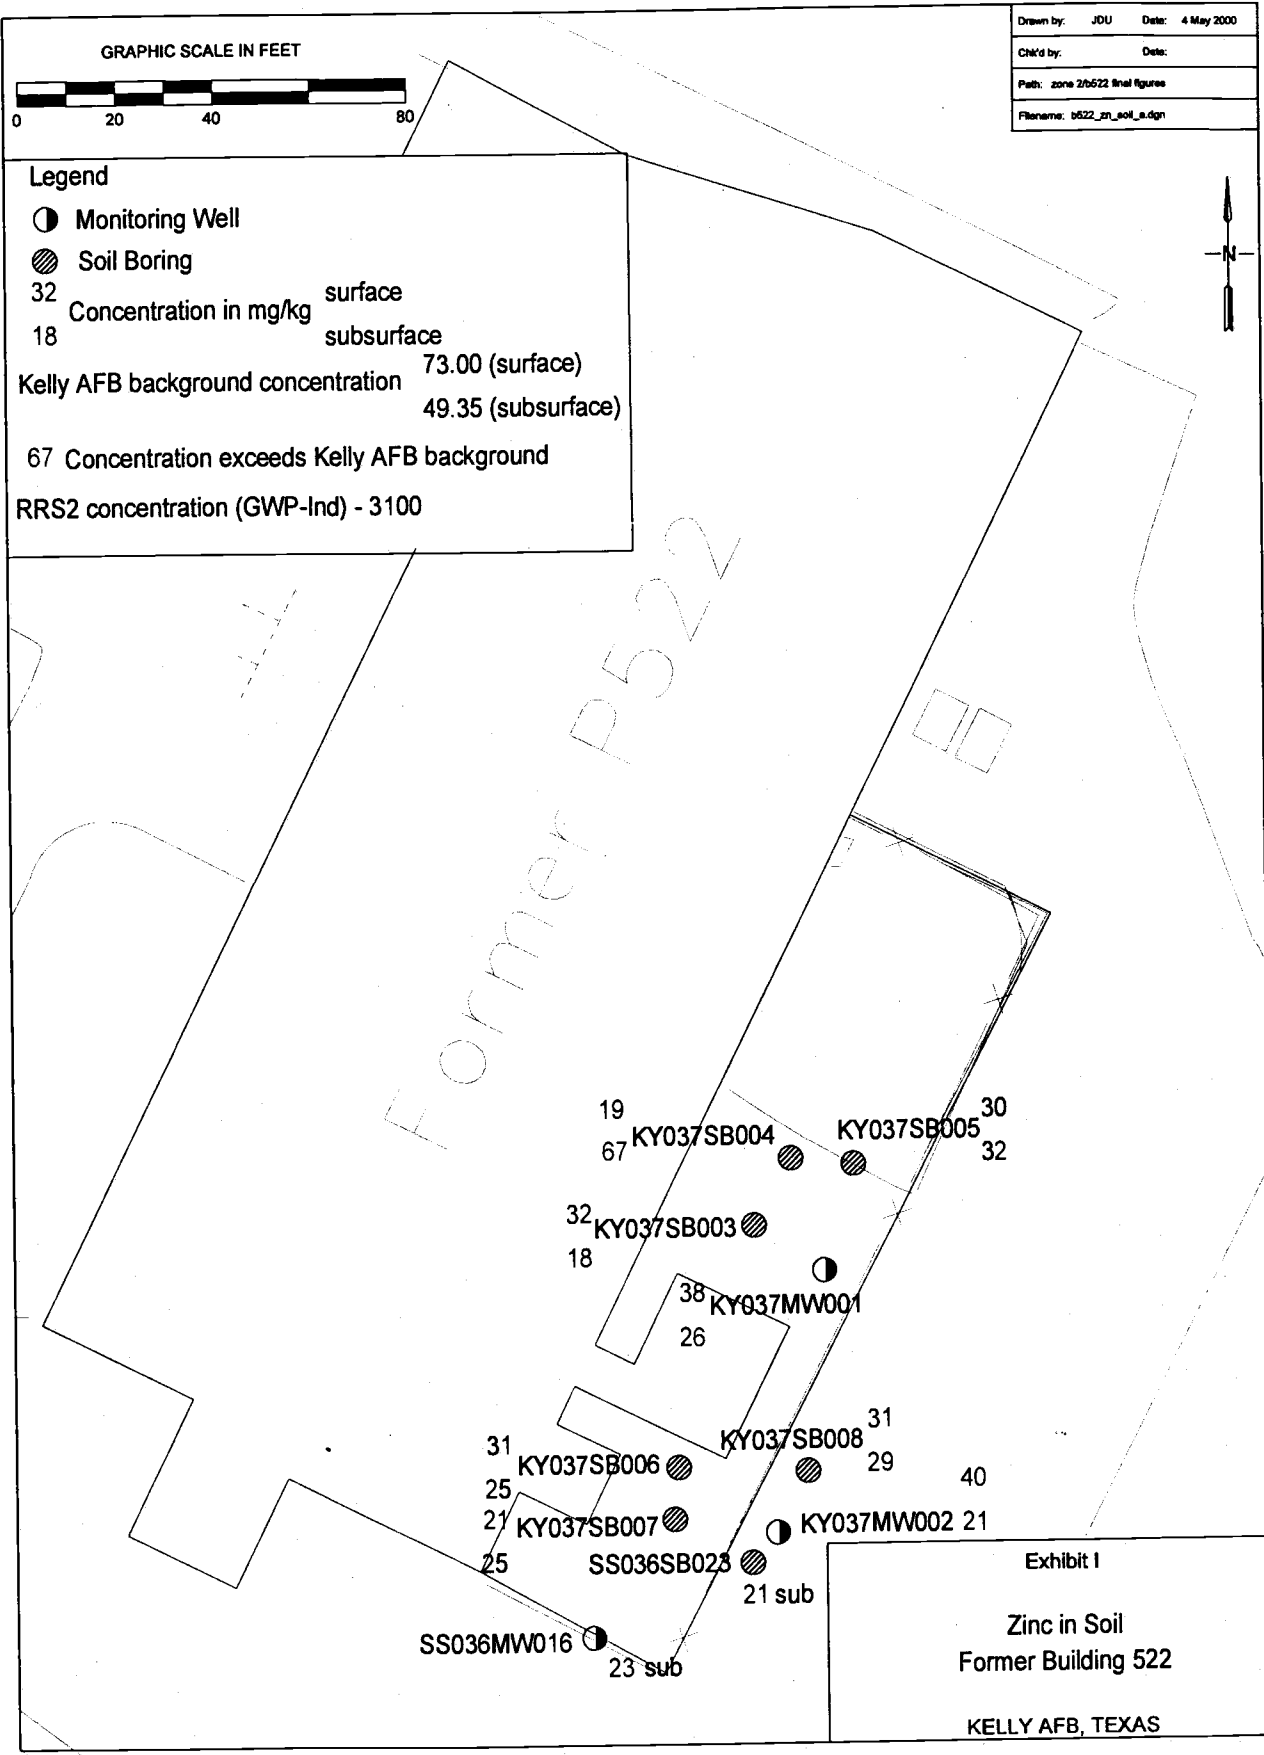 Drawn by: JDU Date: 4 May 2000
Chk'd by: Date:
Path: zone 2/b522 final figures
Filename: b522_zn_soil_a.dgn
GRAPHIC SCALE IN FEET
0 20 40 80
Legend
Monitoring Well
Soil Boring
32 surface
Concentration in mg/kg
18 subsurface
73.00 (surface)
Kelly AFB background concentration
49.35 (subsurface)
67 Concentration exceeds Kelly AFB background
RRS2 concentration (GWP-Ind) - 3100
N
Former P522
19
67 KY037SB004
KY037SB005
30
32
32
KY037SB003
18
38
KY037MW001
26
KY037SB008
31
29
31
KY037SB006
25
21
KY037SB007
25
40
KY037MW002 21
SS036SB023
21 sub
SS036MW016
23 sub
Exhibit I
Zinc in Soil
Former Building 522
KELLY AFB, TEXAS